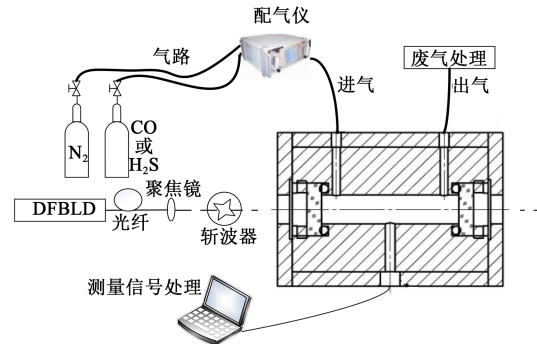 配气仪
气路
废气处理
进气
出气
N₂
CO
或
H₂S
聚焦镜
DFBLD
光纤
斩波器
测量信号处理